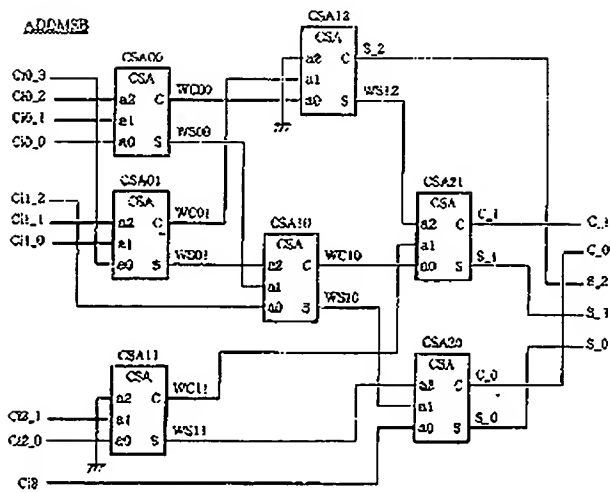 ADDMSB
CSA12
CSA
a2 C S_2
a1
a0 S WS12
CSA00
CSA
Ci0_3
Ci0_2 a2 C WC00
Ci0_1 a1
Ci0_0 a0 S WS00
CSA01
CSA
Ci1_2
Ci1_1 a2 C WC01
Ci1_0 a1
a0 S WS01
CSA10
CSA
a2 C WC10
a1
a0 S WS10
CSA21
CSA
a2 C C_1
a1
a0 S S_1
C_1
C_0
S_2
S_1
S_0
CSA11
CSA
a2 C WC11
a1
Ci2_1
Ci2_0 a0 S WS11
CSA20
CSA
a2 C C_0
a1
a0 S S_0